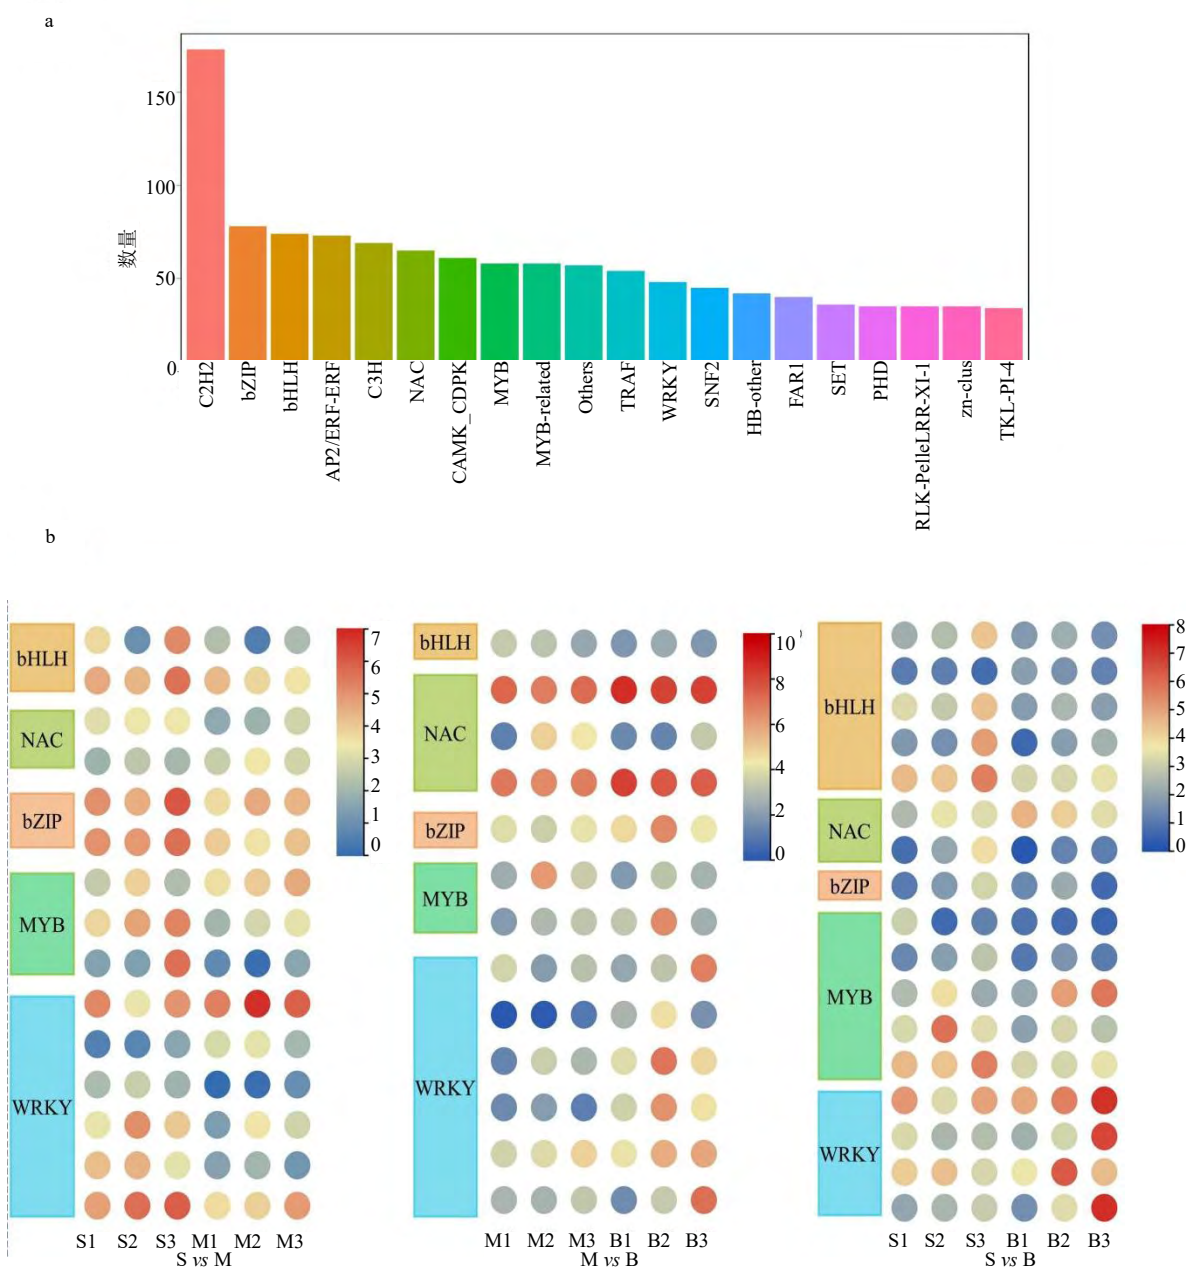 a
150
100
50
0
数量
C2H2
bZIP
bHLH
AP2/ERF-ERF
C3H
NAC
CAMK_CDPK
MYB
MYB-related
Others
TRAF
WRKY
SNF2
HB-other
FAR1
SET
PHD
RLK-PelleLRR-XI-1
zn-clus
TKL-PI-4
b
bHLH
NAC
bZIP
MYB
WRKY
7
6
5
4
3
2
1
0
S1 S2 S3 M1 M2 M3
S vs M
bHLH
NAC
bZIP
MYB
WRKY
10
8
6
4
2
0
M1 M2 M3 B1 B2 B3
M vs B
bHLH
NAC
bZIP
MYB
WRKY
8
7
6
5
4
3
2
1
0
S1 S2 S3 B1 B2 B3
S vs B